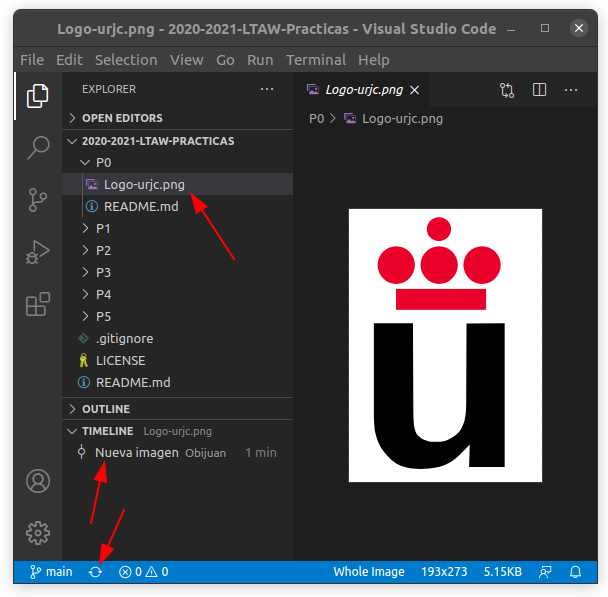 Logo-urjc.png - 2020-2021-LTAW-Practicas - Visual Studio Code
File Edit Selection View Go Run Terminal Help
EXPLORER
Logo-urjc.png
OPEN EDITORS
P0 > Logo-urjc.png
2020-2021-LTAW-PRACTICAS
P0
Logo-urjc.png
README.md
P1
P2
P3
P4
P5
.gitignore
LICENSE
README.md
OUTLINE
TIMELINE Logo-urjc.png
Nueva imagen Obijuan 1 min
u
main 0 0 Whole Image 193x273 5.15KB